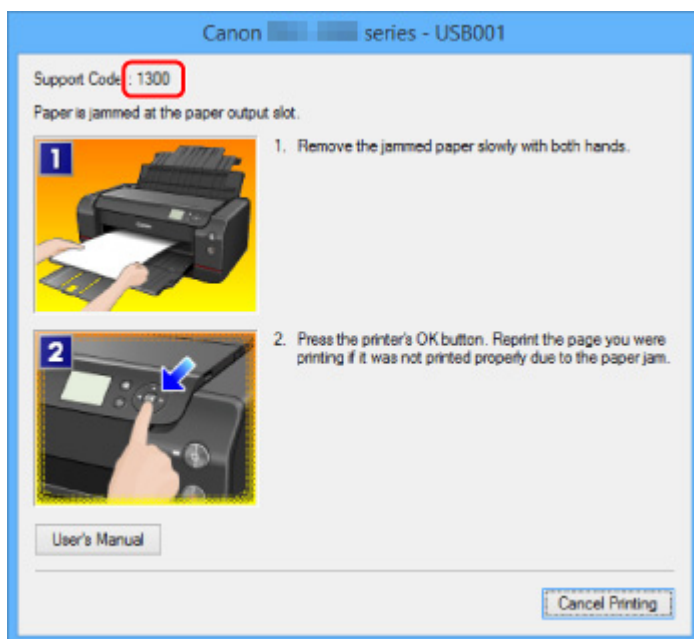 Canon series - USB001
Support Code : 1300
Paper is jammed at the paper output slot.
1
1. Remove the jammed paper slowly with both hands.
2
2. Press the printer's OK button. Reprint the page you were
printing if it was not printed properly due to the paper jam.
User's Manual
Cancel Printing